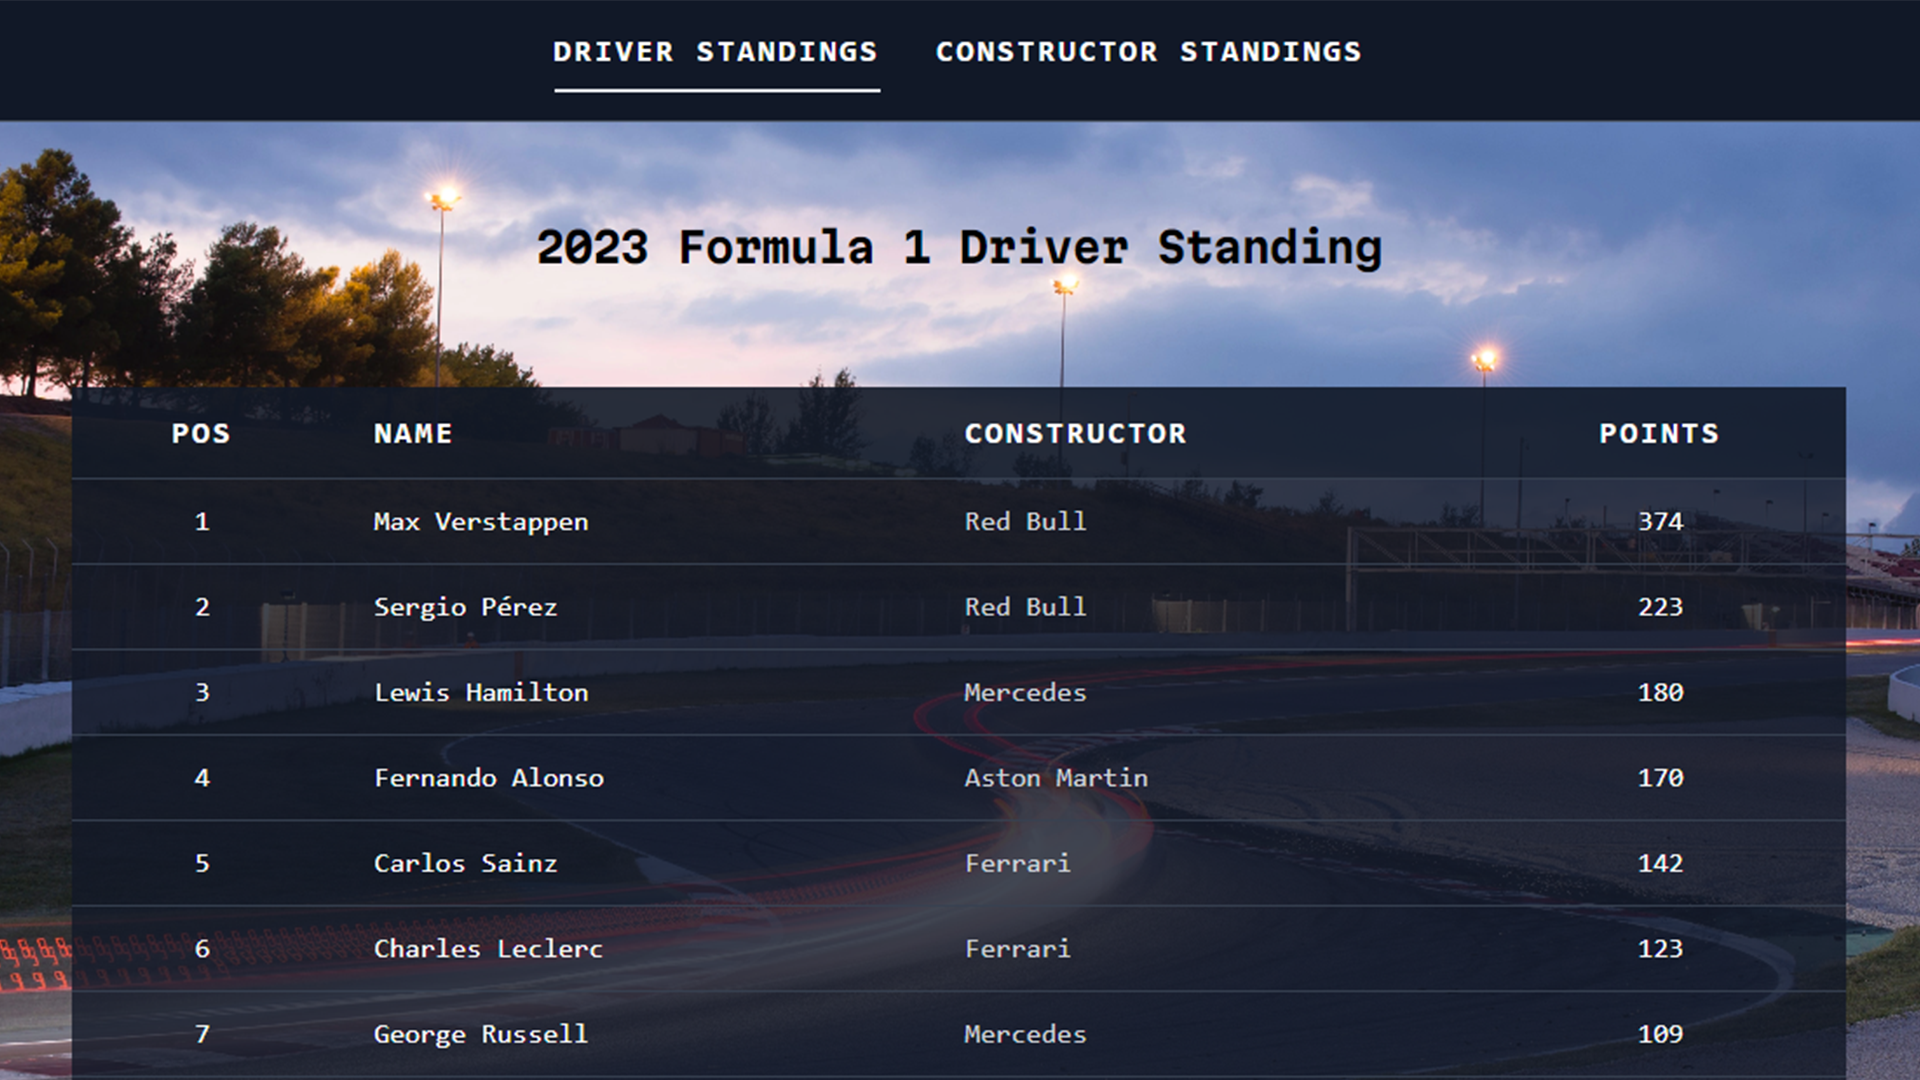 DRIVER STANDINGS CONSTRUCTOR STANDINGS
2023 Formula 1 Driver Standing
POS NAME CONSTRUCTOR POINTS
1 Max Verstappen Red Bull 374
2 Sergio Pérez Red Bull 223
3 Lewis Hamilton Mercedes 180
4 Fernando Alonso Aston Martin 170
5 Carlos Sainz Ferrari 142
6 Charles Leclerc Ferrari 123
7 George Russell Mercedes 109